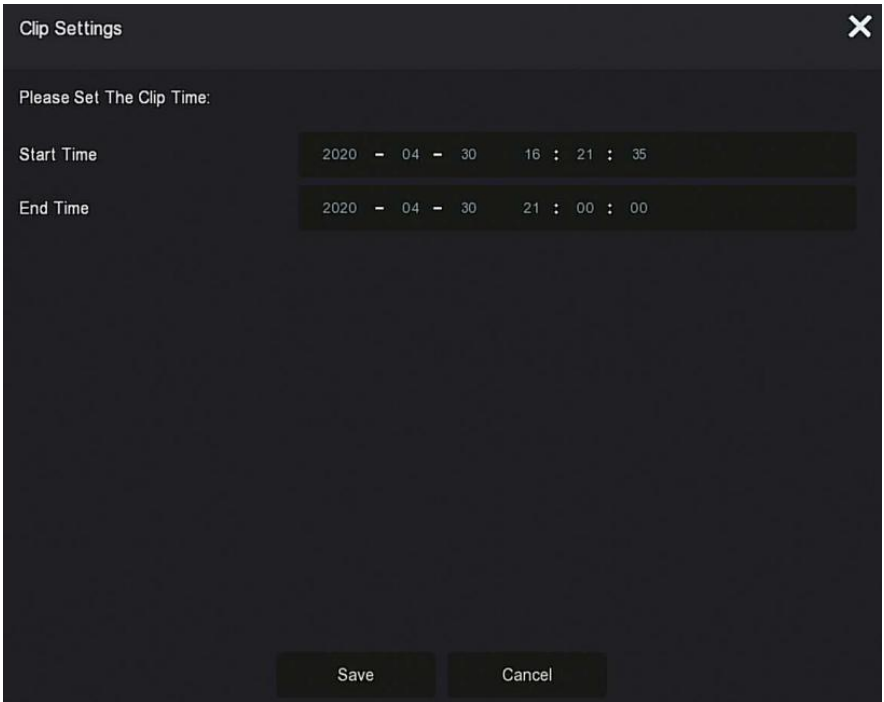 Clip Settings
Please Set The Clip Time:
Start Time 2020 - 04 - 30 16 : 21 : 35
End Time 2020 - 04 - 30 21 : 00 : 00
Save Cancel